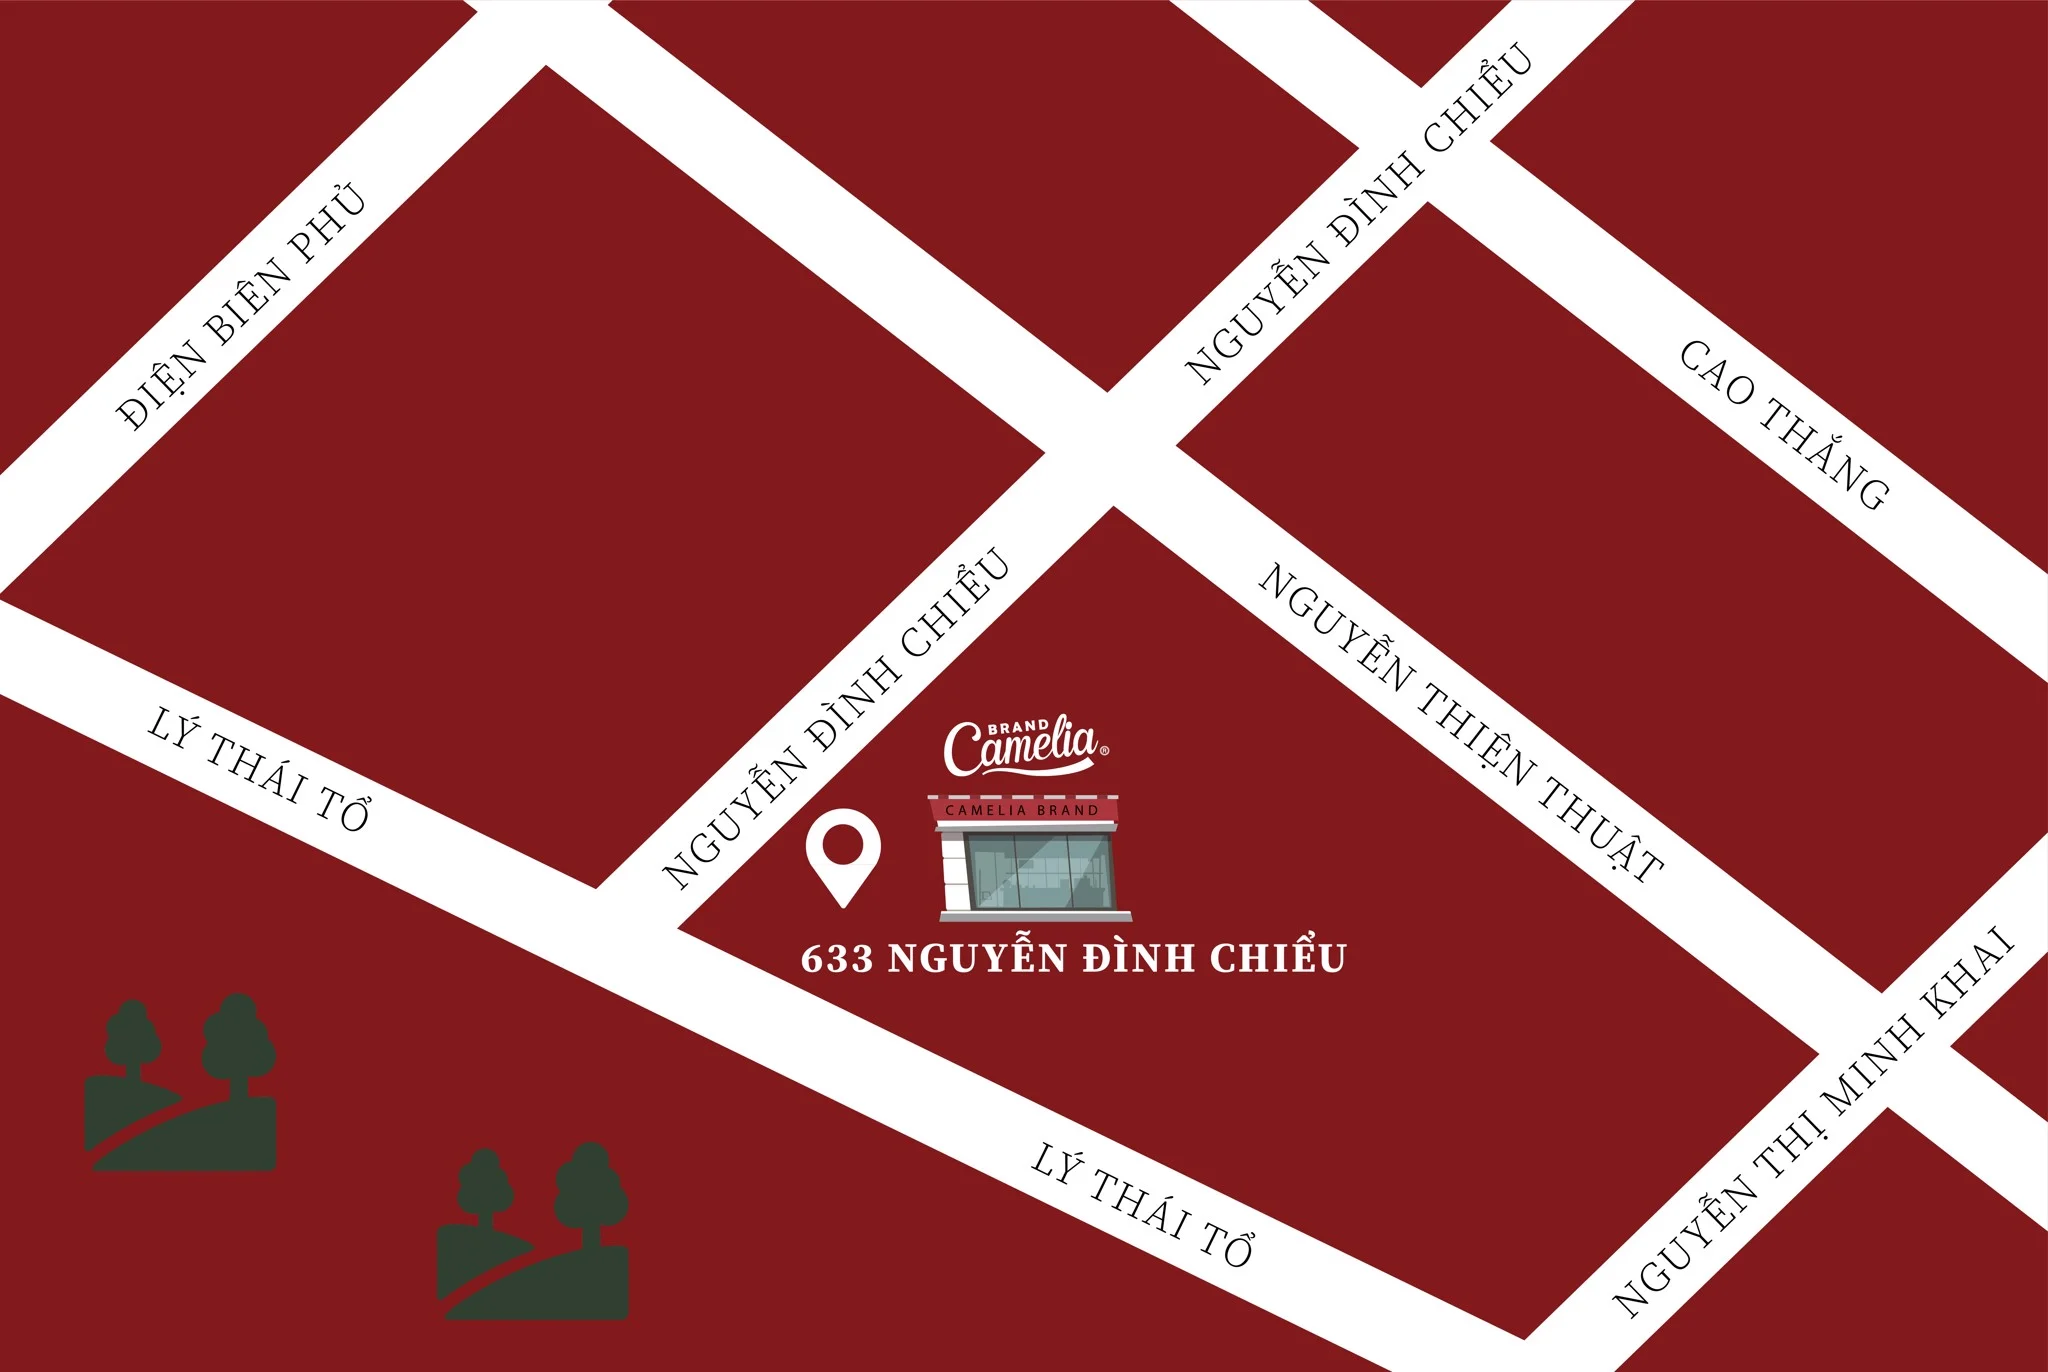 NGUYỄN ĐÌNH CHIỂU
ĐIỆN BIÊN PHỦ
CAO THẮNG
NGUYỄN ĐÌNH CHIỂU
NGUYỄN THIỆN THUẬT
LÝ THÁI TỔ
BRAND
Camelia®
CAMELIA BRAND
633 NGUYỄN ĐÌNH CHIỂU
NGUYỄN THỊ MINH KHAI
LÝ THÁI TỔ